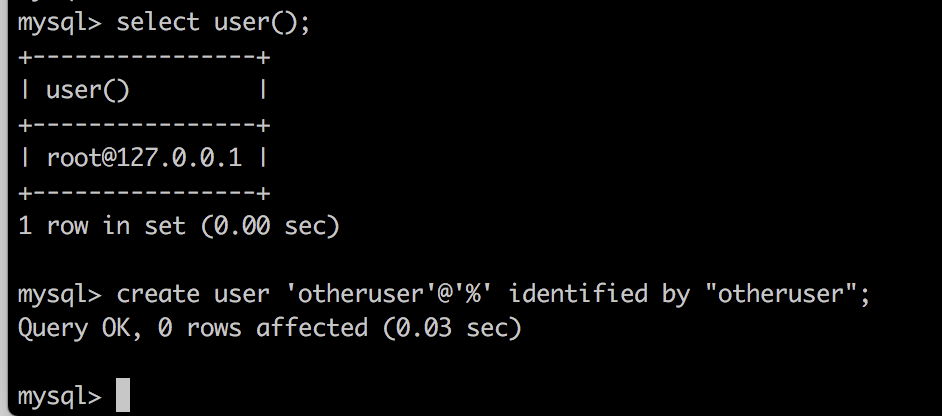 mysql> select user();
+----------------+
| user()         |
+----------------+
| root@127.0.0.1 |
+----------------+
1 row in set (0.00 sec)
mysql> create user 'otheruser'@'%' identified by "otheruser";
Query OK, 0 rows affected (0.03 sec)
mysql>